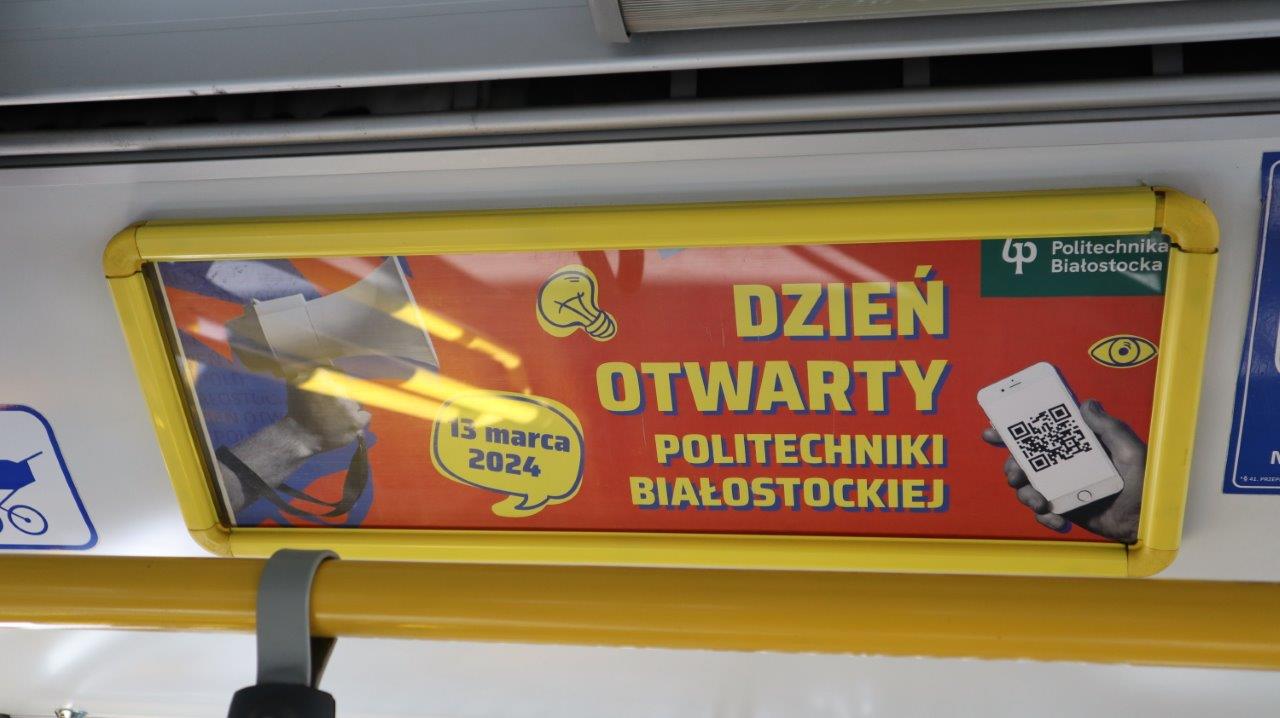 Politechnika
Białostocka
DZIEŃ
OTWARTY
POLITECHNIKI
BIAŁOSTOCKIEJ
13 marca
2024